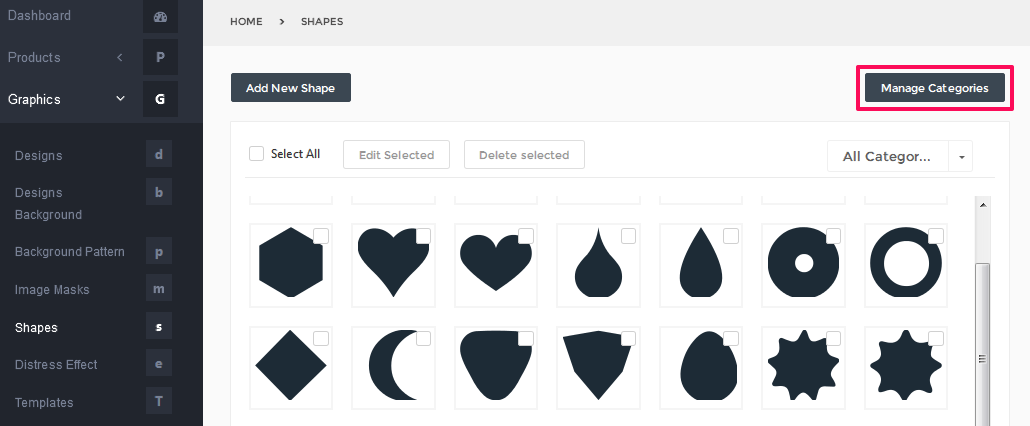 Dashboard
Products
P
Graphics
G
Designs
d
Designs
Background
b
Background Pattern
p
Image Masks
m
Shapes
s
Distress Effect
e
Templates
T
HOME > SHAPES
Add New Shape
Manage Categories
Select All
Edit Selected
Delete selected
All Categor...